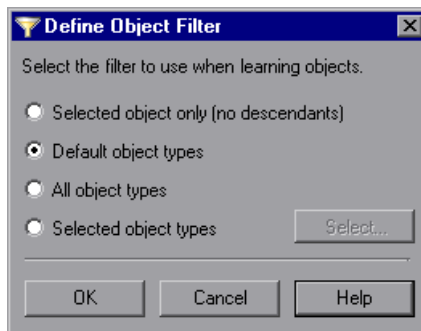 Define Object Filter
Select the filter to use when learning objects.
Selected object only (no descendants)
Default object types
All object types
Selected object types
Select...
OK
Cancel
Help